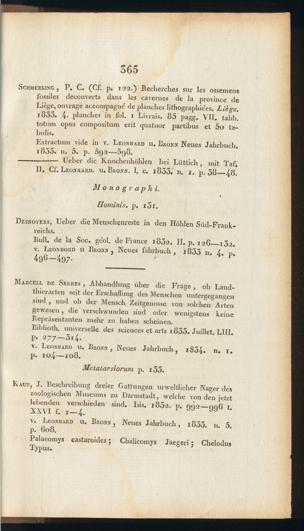 365
SCHMERLING, P. C. (Cf. p. 122.) Recherches sur les ossemens
fossiles decouverts dans les cavernes de la province de
Liège, ouvrage accompagné de planches lithographiées. Liége.
1833. 4. planches in fol. 1 Livrais. 83 pagg. VII. tabb.
totum opus compositum erit quatuor partibus et 50 ta-
bulis.
Extractum vide in v. LEONHARD u. BRONN Neues Jahrbuch.
1833. n. 5. p. 592—598.
Ueber die Knochenhöhlen bei Lüttich, mit Taf.
II. Cf. LEONHARD. u. BRONN. l. c. 1833. n. 1. p. 38—48.
Monographi.
Hominis. p. 131.
DESNOYERS, Ueber die Menschenreste in den Höhlen Süd-Frank-
reichs.
Bull. de la Soc. géol. de France 1832. II. p. 126—132.
v. LEONHORD u BRONN, Neues Jahrbuch, 1833 n. 4. p.
496—497.
MARCELL DE SERRES, Abhandlung über die Frage, ob Land-
thierarten seit der Erschaffung des Menschen untergegangen
sind, und ob der Mensch Zeitgenosse von solchen Arten
gewesen, die verschwunden sind oder wenigstens keine
Repräsentanten mehr zu haben scheinen.
Biblioth. universelle des sciences et arts 1833. Juillet. LIII.
p. 277—314.
v. LEONHARD u. BRONN, Neues Jahrbuch, 1834. n. 1.
p. 104—108.
Metatarsiorum p. 133.
KAUP, J. Beschreibung dreier Gattungen urweltlicher Nager des
zoologischen Museums zu Darmstadt, welche von den jetzt
lebenden verschieden sind. Isis. 1832. p. 992—996 t.
XXVI f. 1—4.
v. LEONHARD u. BRONN, Neues Jahrbuch, 1833. n. 5.
p. 608.
Palaeomys castoroides; Chalicomys Jaegeri; Chelodus
Typus.